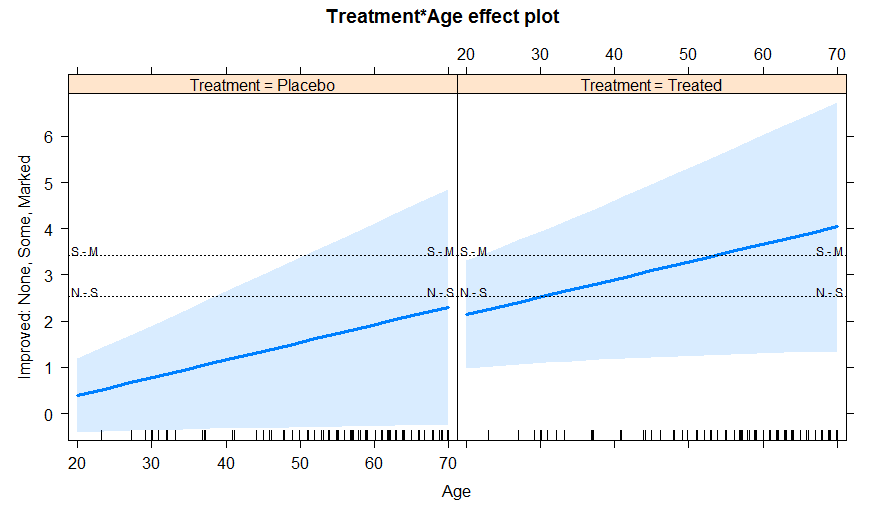 Treatment*Age effect plot
20 30 40 50 60 70
Treatment = Placebo
Treatment = Treated
Improved: None, Some, Marked
6
5
4
3
2
1
0
S - M
S - M
S - M
S - M
N - S
N - S
N - S
N - S
20 30 40 50 60 70
Age